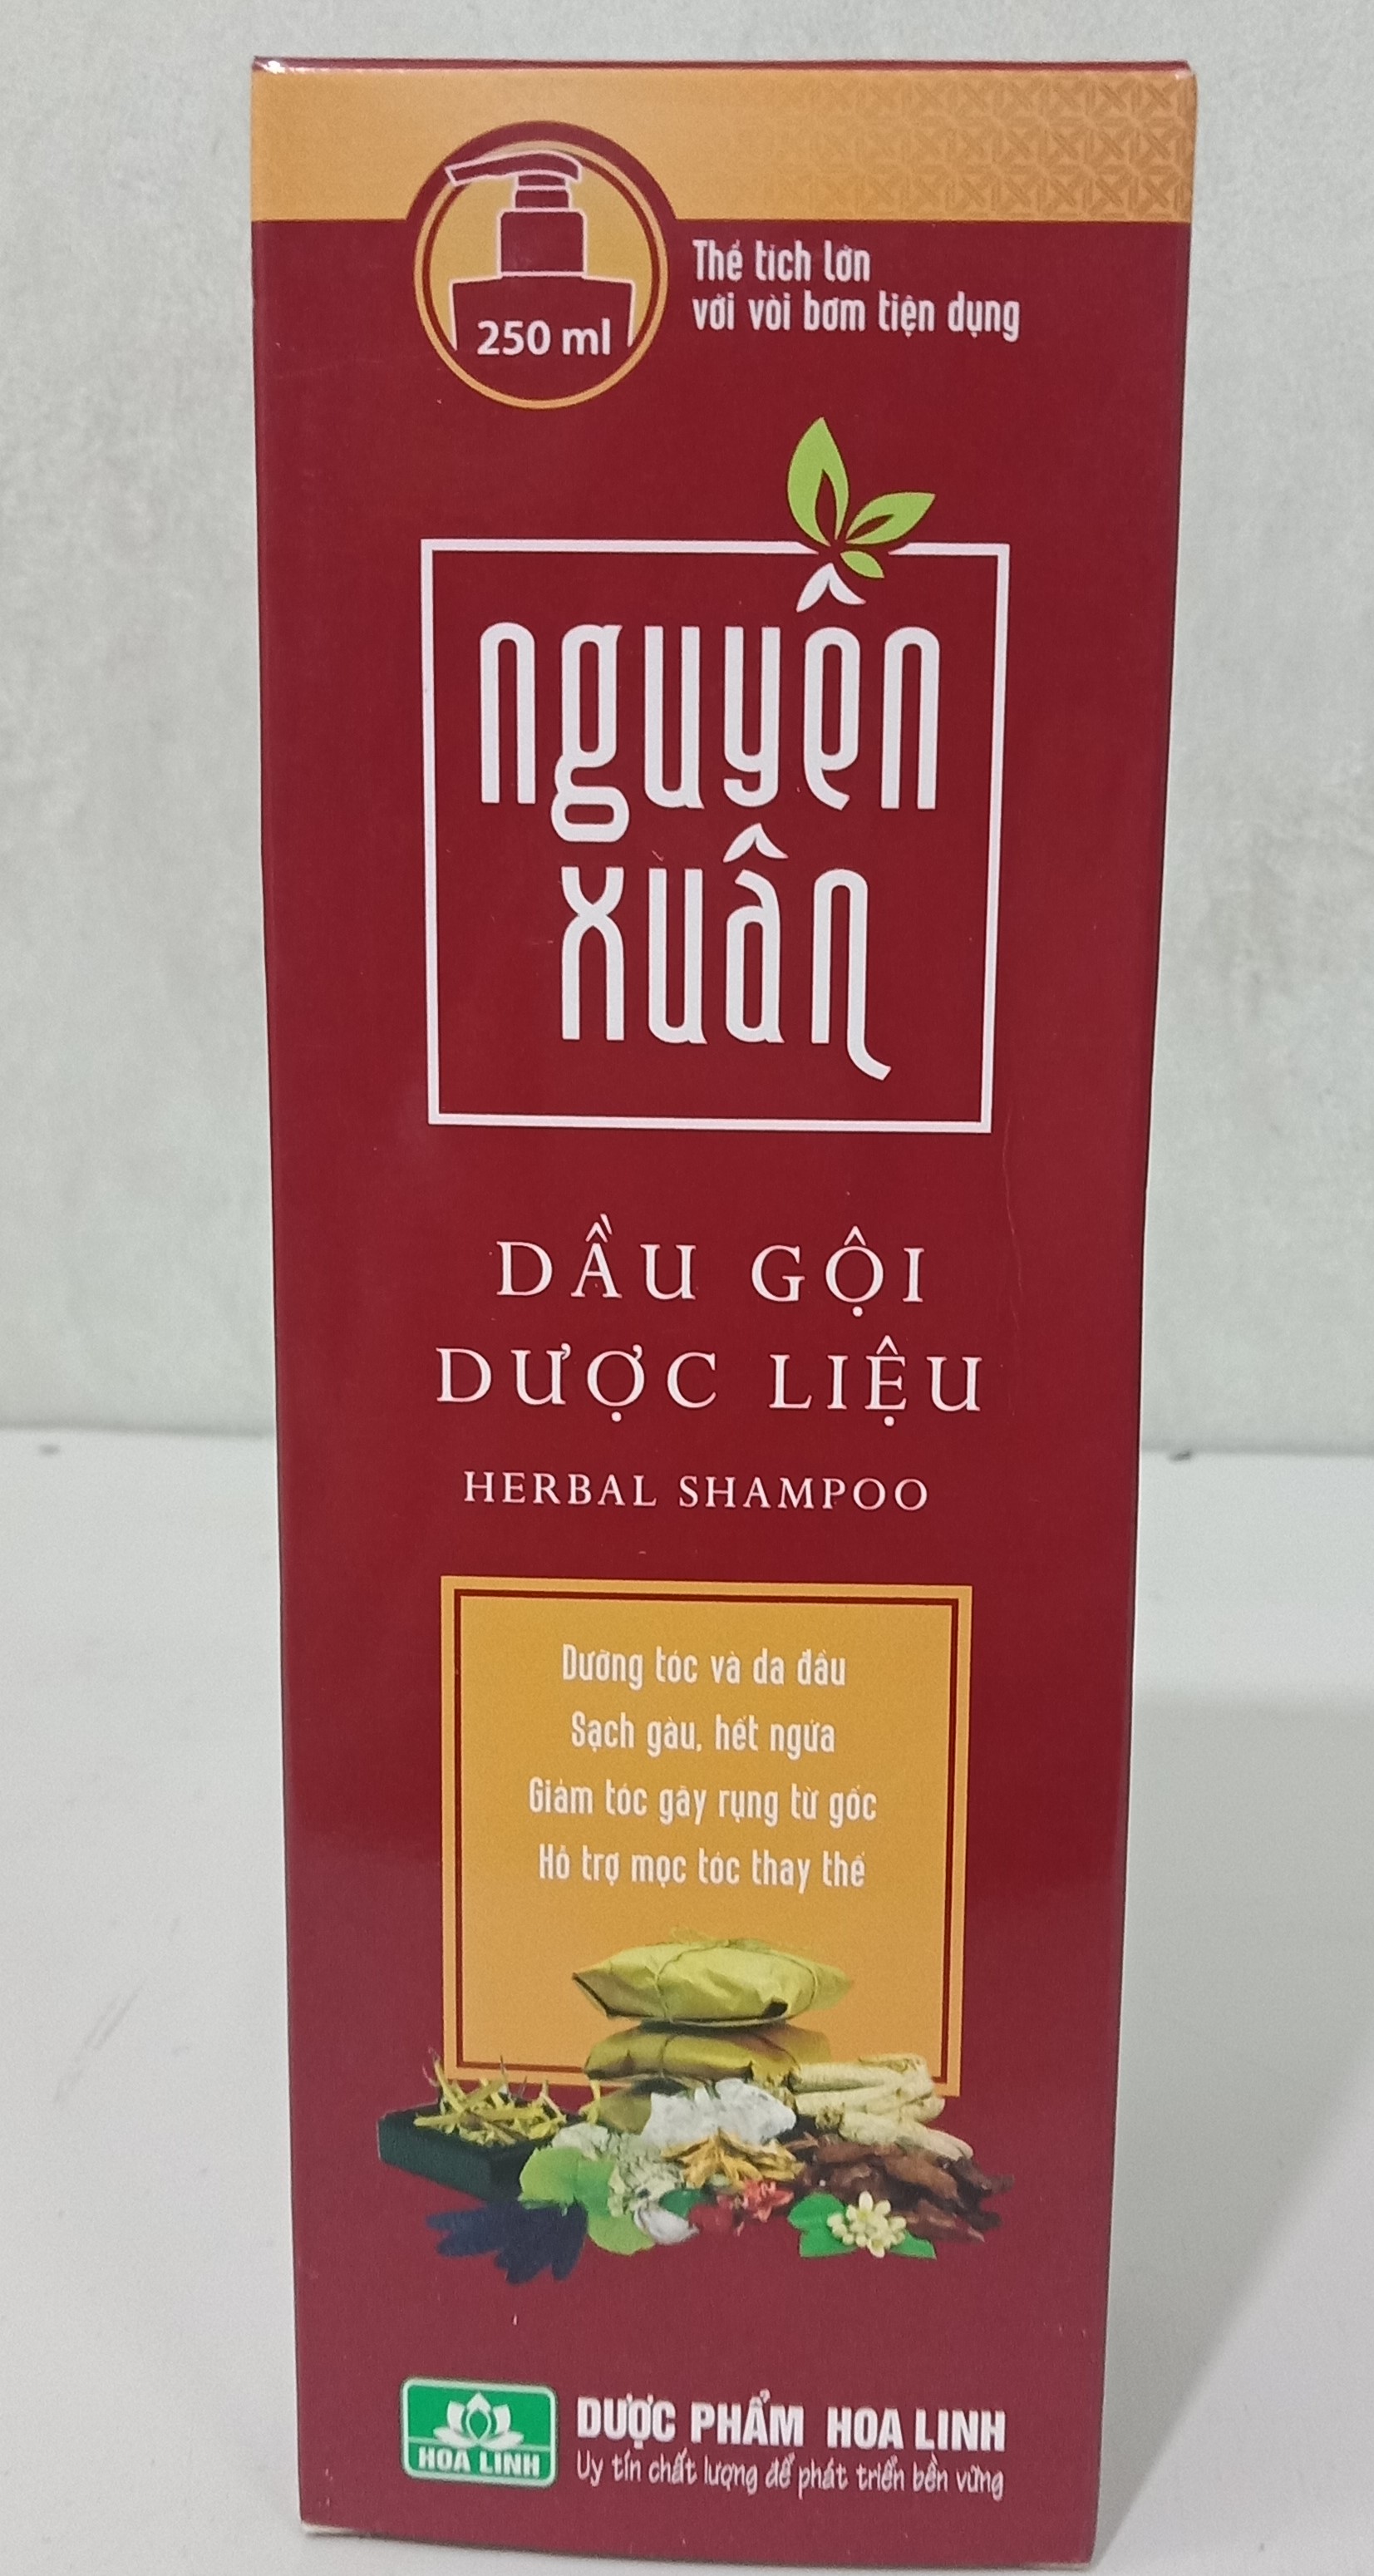 Thể tích lớn
với vòi bơm tiện dụng
250 ml
nguyên
xuân
DẦU GỘI
DƯỢC LIỆU
HERBAL SHAMPOO
Dưỡng tóc và da đầu
Sạch gàu, hết ngứa
Giảm tóc gãy rụng từ gốc
Hỗ trợ mọc tóc thay thế
HOA LINH
DƯỢC PHẨM HOA LINH
Uy tín chất lượng để phát triển bền vững